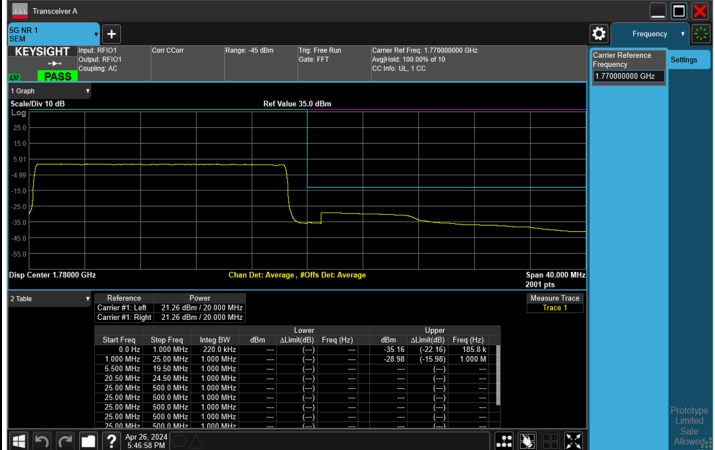 Transceiver A
5G NR 1
SEM
Frequency
KEYSIGHT
Input: RFIO1
Output: RFIO1
Coupling: AC
Corr CCorr
Range: -45 dBm
Trig: Free Run
Gate: FFT
Carrier Ref Freq: 1.770000000 GHz
Avg|Hold: 100.00% of 10
CC Info: UL, 1 CC
LXI
PASS
Carrier Reference
Frequency
1.770000000 GHz
Settings
1 Graph
Scale/Div 10 dB
Ref Value 35.0 dBm
Log
25.0
15.0
5.01
-4.99
-15.0
-25.0
-35.0
-45.0
-55.0
Disp Center 1.78000 GHz
Chan Det: Average , #Offs Det: Average
Span 40.000 MHz
2001 pts
2 Table
Reference Power
Carrier #1: Left 21.26 dBm / 20.000 MHz
Carrier #1: Right 21.26 dBm / 20.000 MHz
Measure Trace
Trace 1
Lower Upper
Start Freq Stop Freq Integ BW dBm ΔLimit(dB) Freq (Hz) dBm ΔLimit(dB) Freq (Hz)
0.0 Hz 1.000 MHz 220.0 kHz --- (---) --- -35.16 (-22.16) 185.8 k
1.000 MHz 25.00 MHz 1.000 MHz --- (---) --- -28.98 (-15.98) 1.000 M
5.500 MHz 19.50 MHz 1.000 MHz --- (---) --- --- (---) ---
20.50 MHz 24.50 MHz 1.000 MHz --- (---) --- --- (---) ---
25.00 MHz 500.0 MHz 1.000 MHz --- (---) --- --- (---) ---
25.00 MHz 500.0 MHz 1.000 MHz --- (---) --- --- (---) ---
25.00 MHz 500.0 MHz 1.000 MHz --- (---) --- --- (---) ---
25.00 MHz 500.0 MHz 1.000 MHz --- (---) --- --- (---) ---
Prototype
Limited
Sale
Allowed
?
Apr 26, 2024
5:46:58 PM